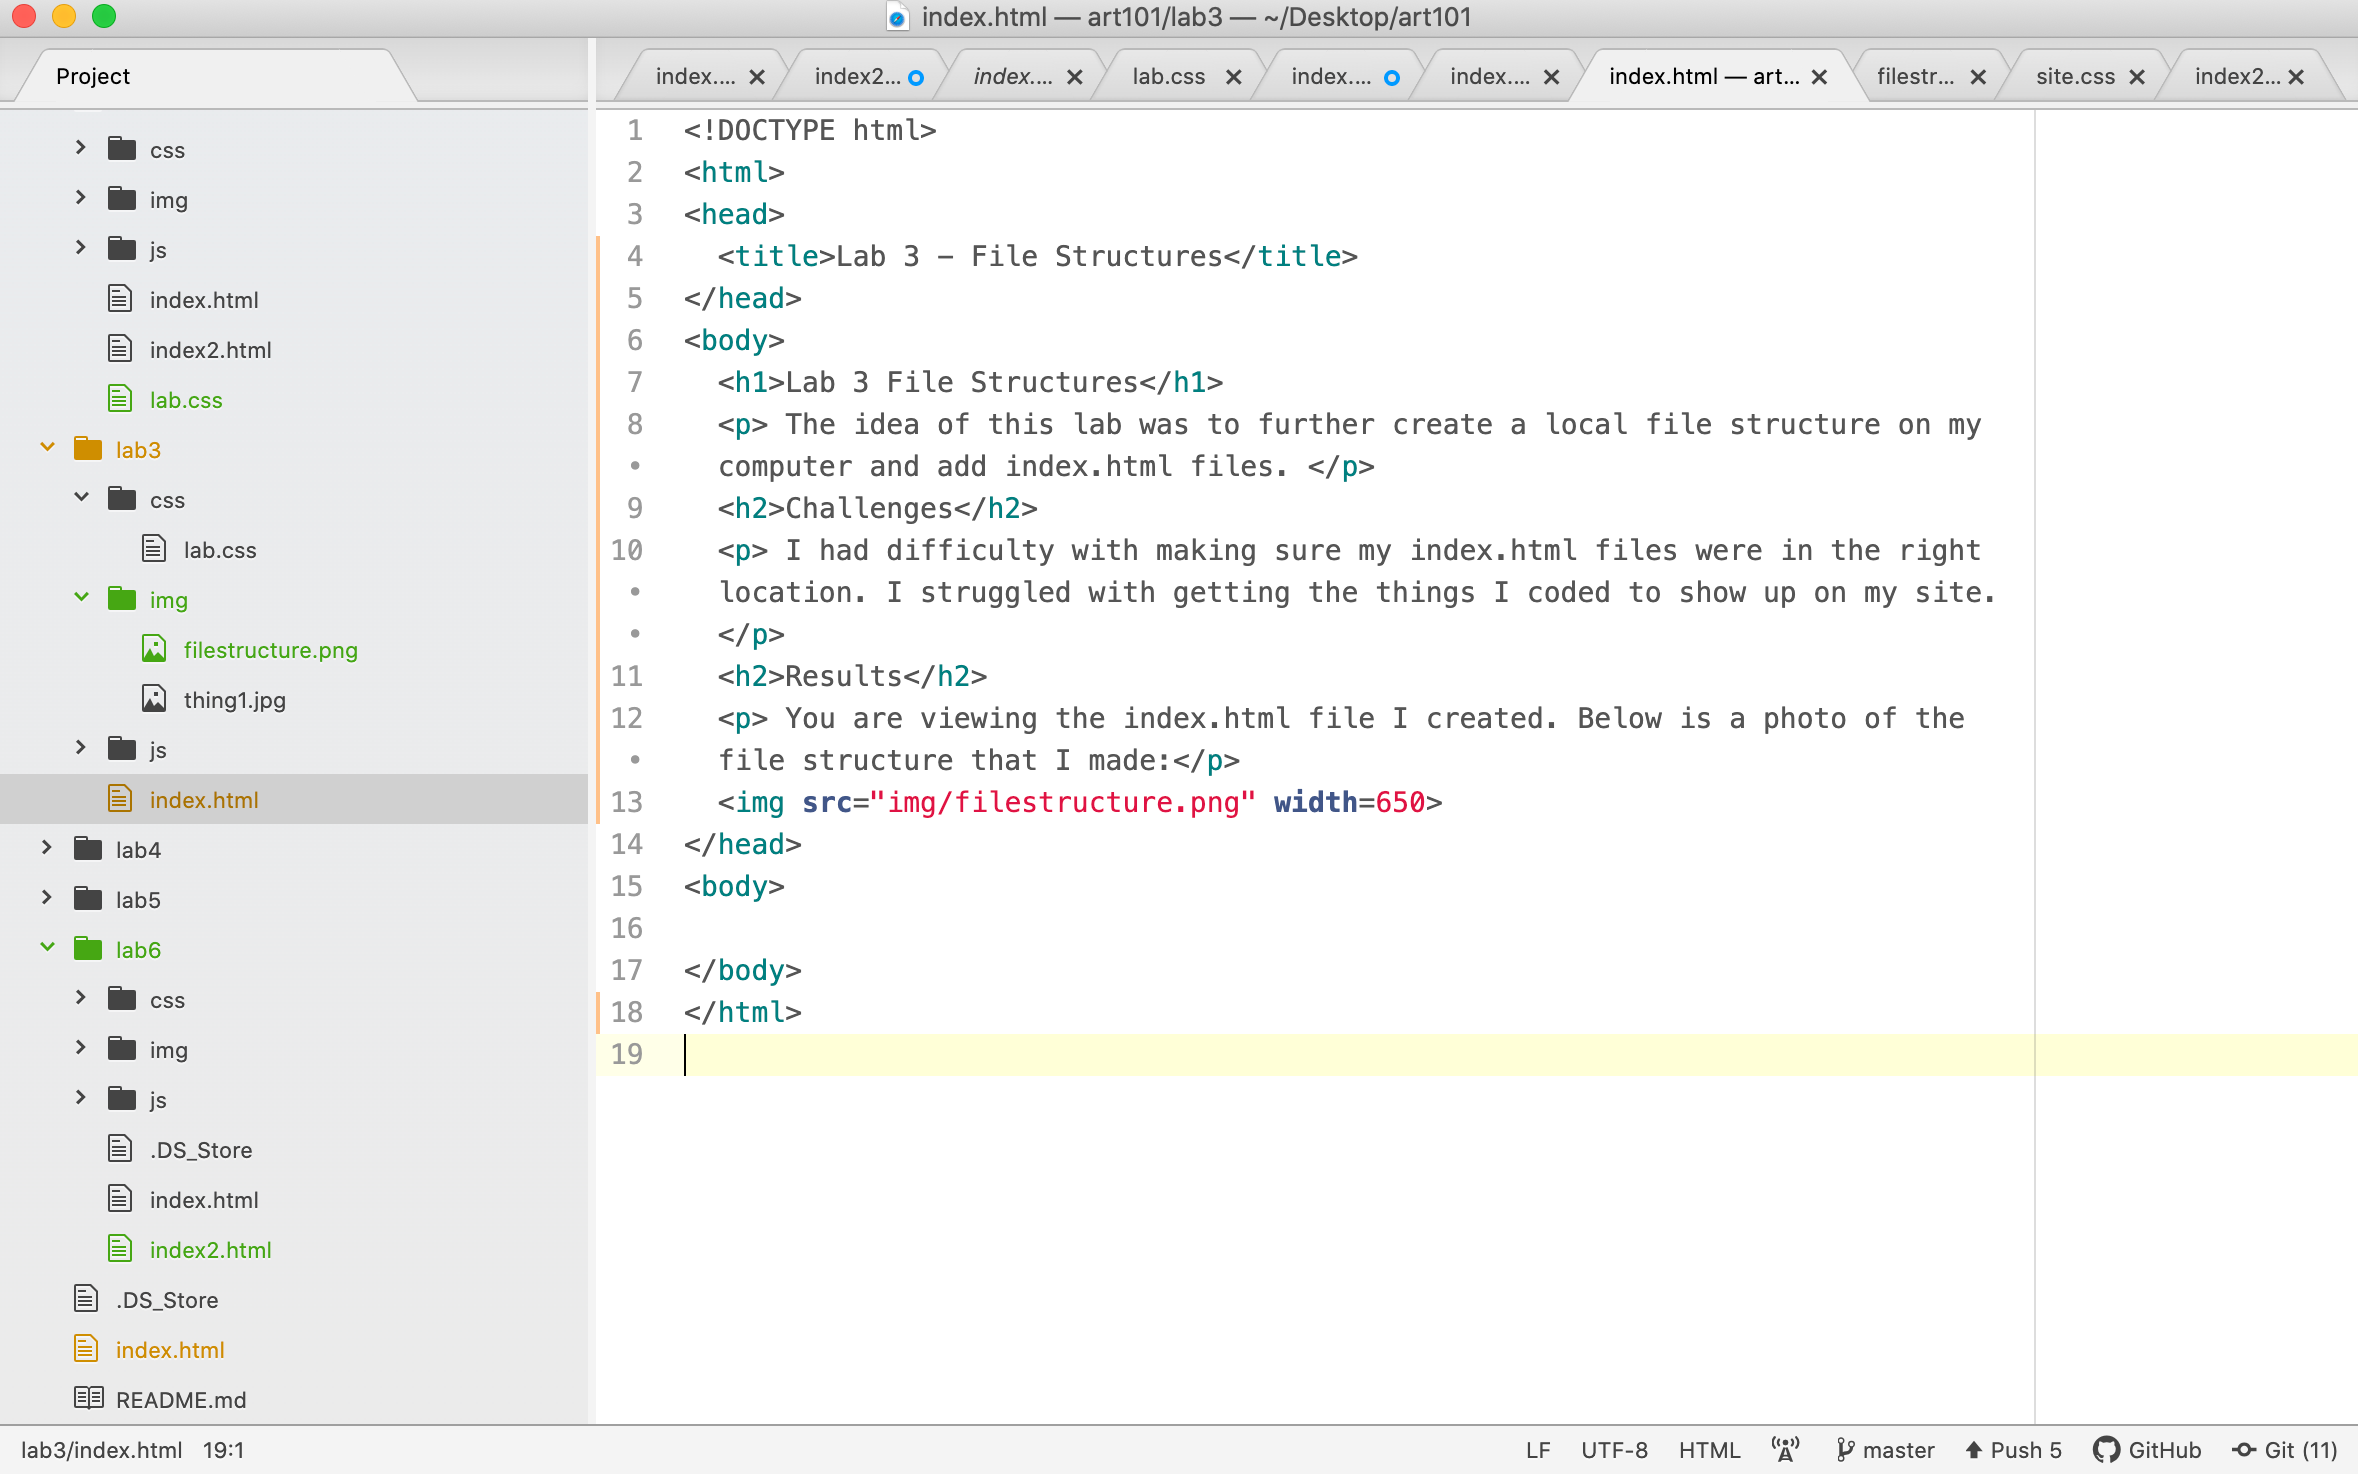 index.html — art101/lab3 — ~/Desktop/art101
Project
index....
index2...
index....
lab.css
index....
index....
index.html — art...
filestr...
site.css
index2...
css
img
js
index.html
index2.html
lab.css
lab3
css
lab.css
img
filestructure.png
thing1.jpg
js
index.html
lab4
lab5
lab6
css
img
js
.DS_Store
index.html
index2.html
.DS_Store
index.html
README.md
1 <!DOCTYPE html>
2 <html>
3 <head>
4 <title>Lab 3 - File Structures</title>
5 </head>
6 <body>
7 <h1>Lab 3 File Structures</h1>
8 <p> The idea of this lab was to further create a local file structure on my
• computer and add index.html files. </p>
9 <h2>Challenges</h2>
10 <p> I had difficulty with making sure my index.html files were in the right
• location. I struggled with getting the things I coded to show up on my site.
• </p>
11 <h2>Results</h2>
12 <p> You are viewing the index.html file I created. Below is a photo of the
• file structure that I made:</p>
13 <img src="img/filestructure.png" width=650>
14 </head>
15 <body>
16
17 </body>
18 </html>
19
lab3/index.html 19:1
LF UTF-8 HTML master Push 5 GitHub Git (11)